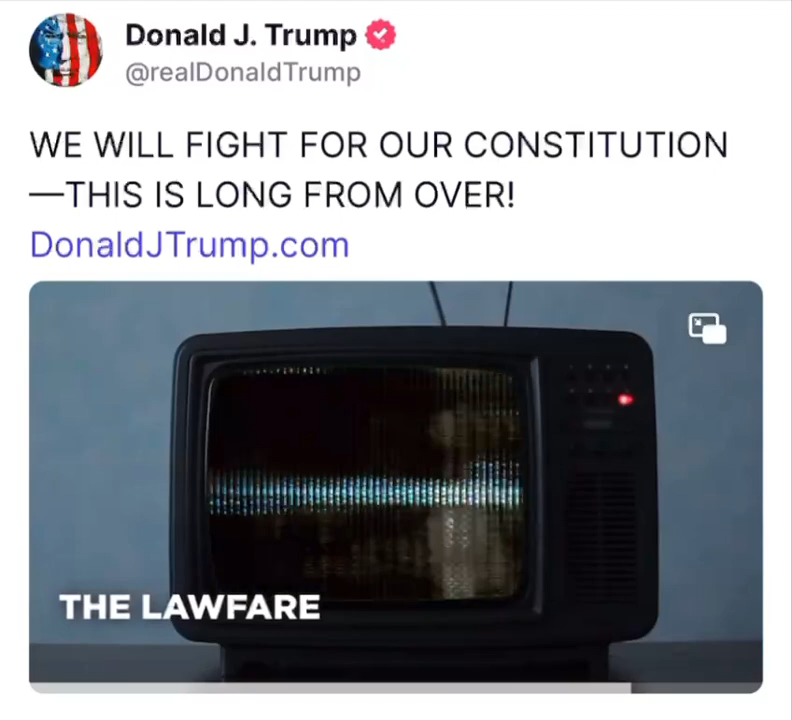 Donald J. Trump
@realDonaldTrump
WE WILL FIGHT FOR OUR CONSTITUTION
—THIS IS LONG FROM OVER!
DonaldJTrump.com
THE LAWFARE